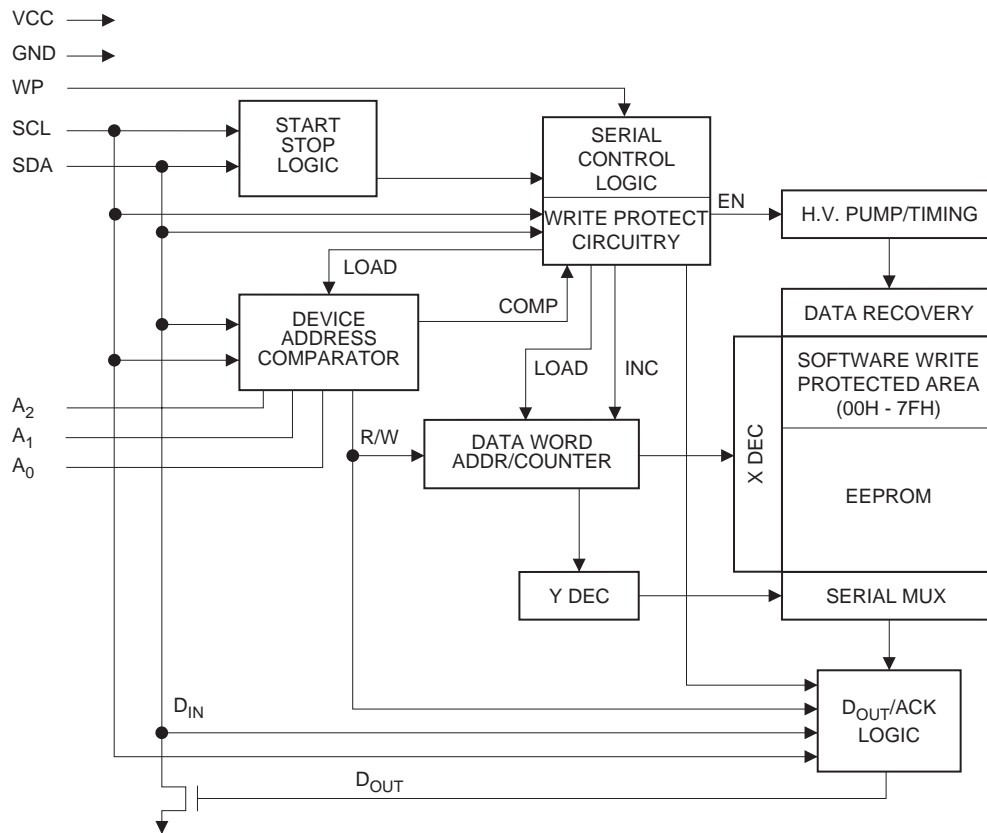 VCC
GND
WP
SCL
SDA
START
STOP
LOGIC
SERIAL
CONTROL
LOGIC
WRITE PROTECT
CIRCUITRY
EN
H.V. PUMP/TIMING
LOAD
COMP
DEVICE
ADDRESS
COMPARATOR
LOAD
INC
DATA RECOVERY
SOFTWARE WRITE
PROTECTED AREA
(00H - 7FH)
X DEC
EEPROM
A2
A1
A0
R/W
DATA WORD
ADDR/COUNTER
Y DEC
SERIAL MUX
DIN
DOUT/ACK
LOGIC
DOUT